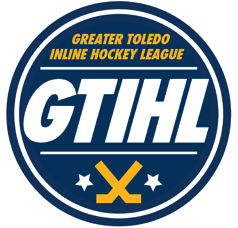 GREATER TOLEDO
INLINE HOCKEY LEAGUE
GTIHL